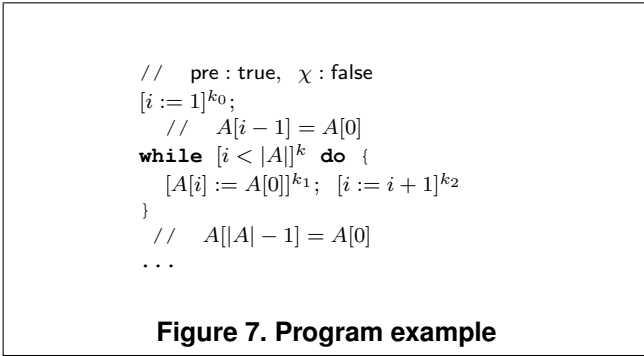 // pre : true, χ : false
[i := 1]^{k_0};
// A[i − 1] = A[0]
while [i < |A|]^k do {
[A[i] := A[0]]^{k_1}; [i := i + 1]^{k_2}
}
// A[|A| − 1] = A[0]
...
Figure 7. Program example